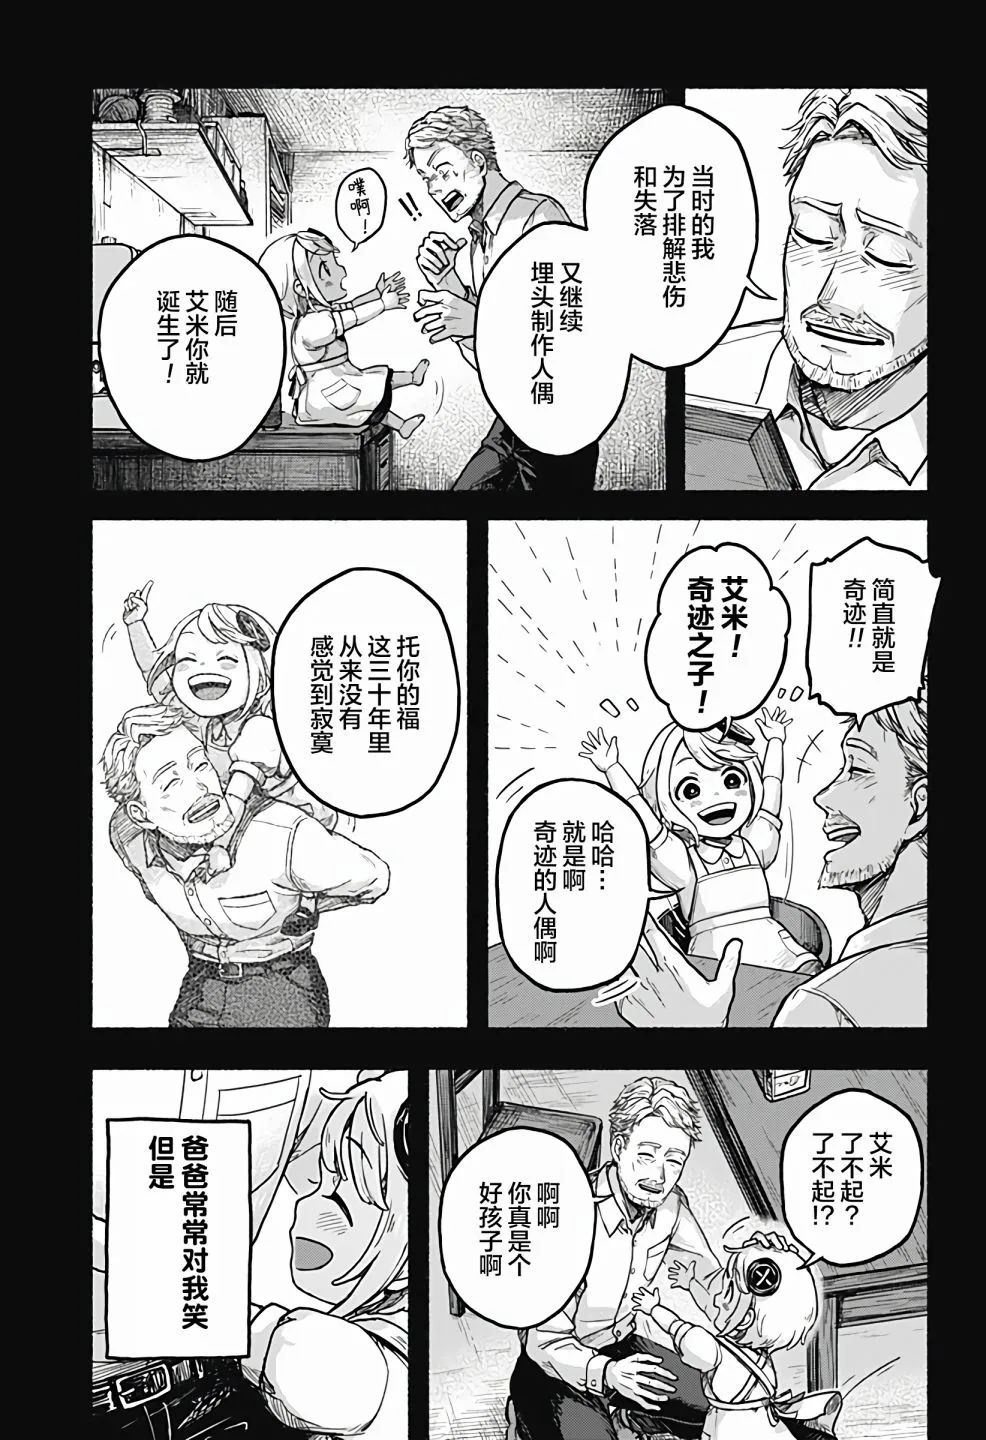 当时的我
为了排解悲伤
和失落
又继续
埋头制作人偶
!!
噗啊！
随后
艾米你就
诞生了！
简直就是
奇迹!!
艾米！
奇迹之子！
哈哈…
就是啊
奇迹的人偶啊
托你的福
这三十年里
从来没有
感觉到寂寞
艾米
了不起？
了不起!?
啊啊
你真是个
好孩子啊
爸爸常常对我笑
但是